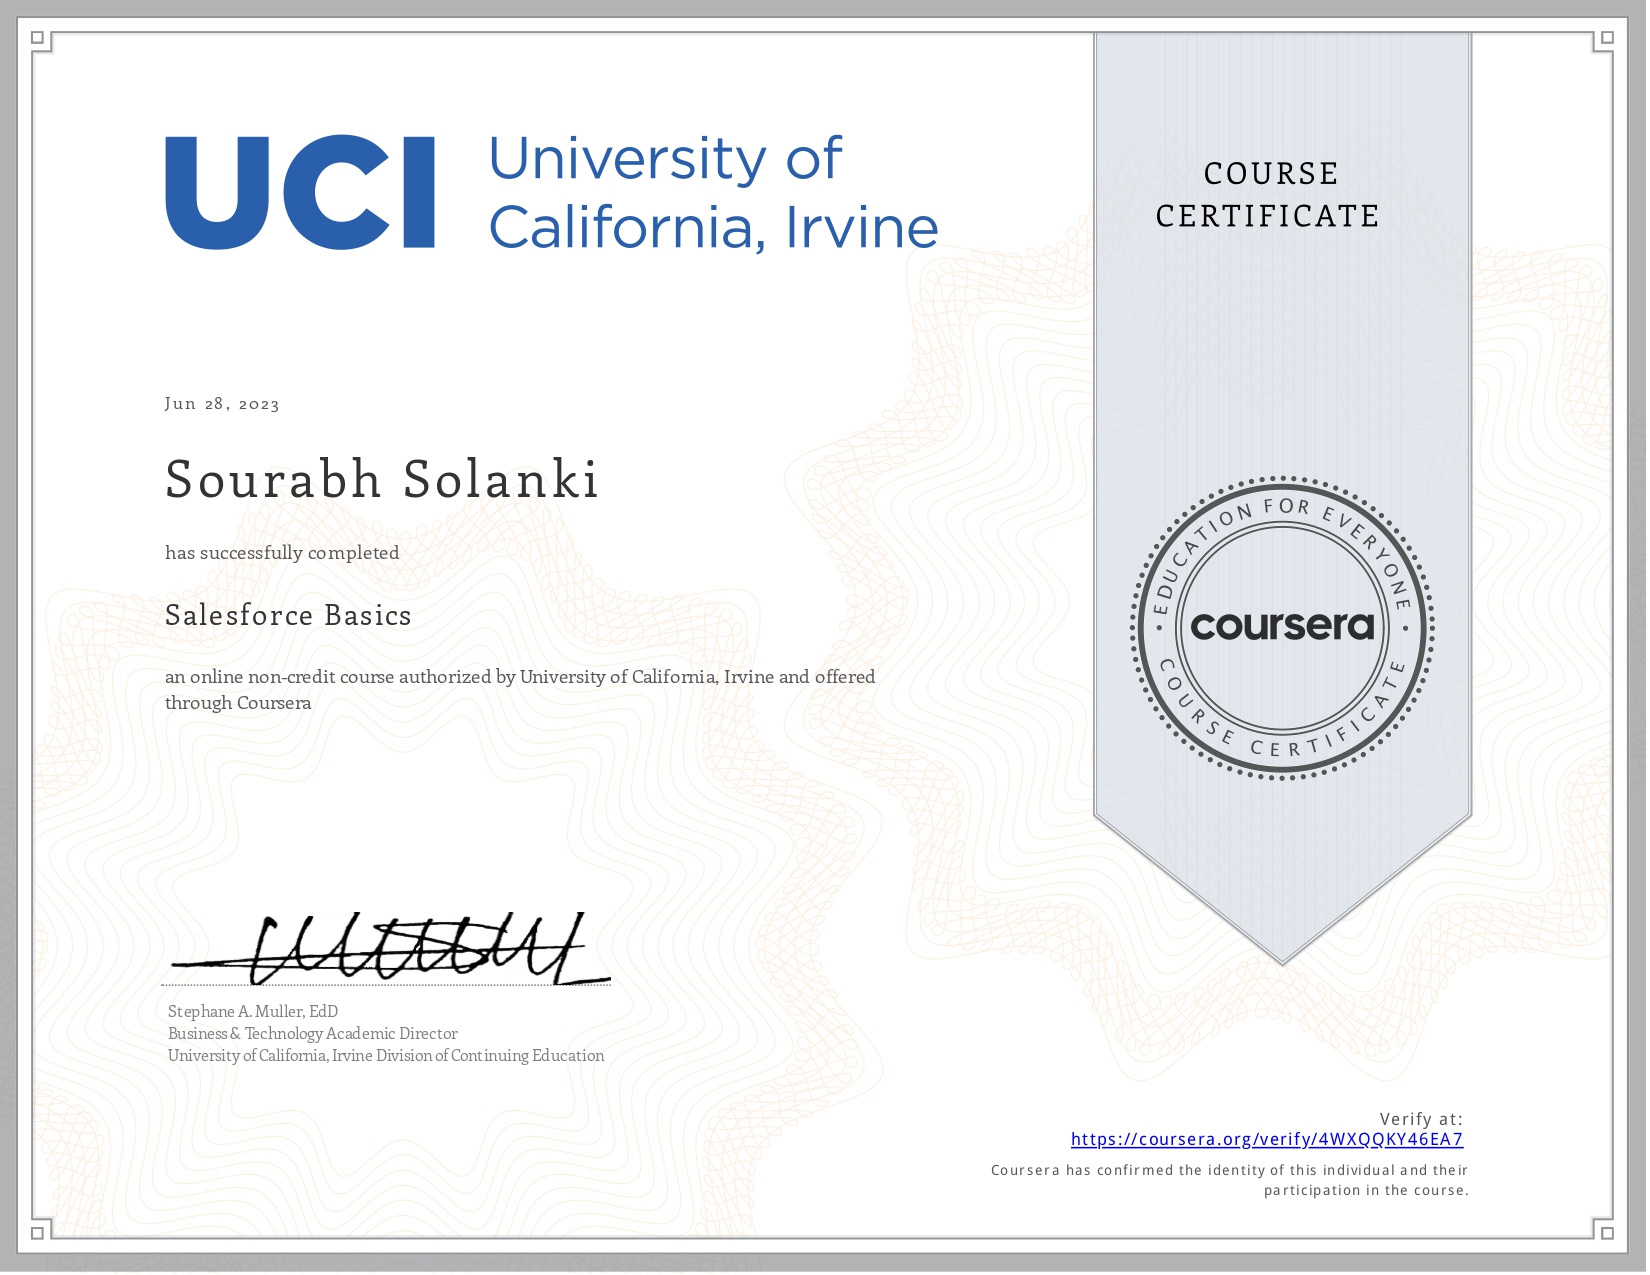 UCI University of
California, Irvine
COURSE
CERTIFICATE
Jun 28, 2023
Sourabh Solanki
has successfully completed
Salesforce Basics
an online non-credit course authorized by University of California, Irvine and offered
through Coursera
EDUCATION FOR EVERYONE
coursera
COURSE CERTIFICATE
Stephane A. Muller, EdD
Business & Technology Academic Director
University of California, Irvine Division of Continuing Education
Verify at:
https://coursera.org/verify/4WXQQKY46EA7
Coursera has confirmed the identity of this individual and their
participation in the course.